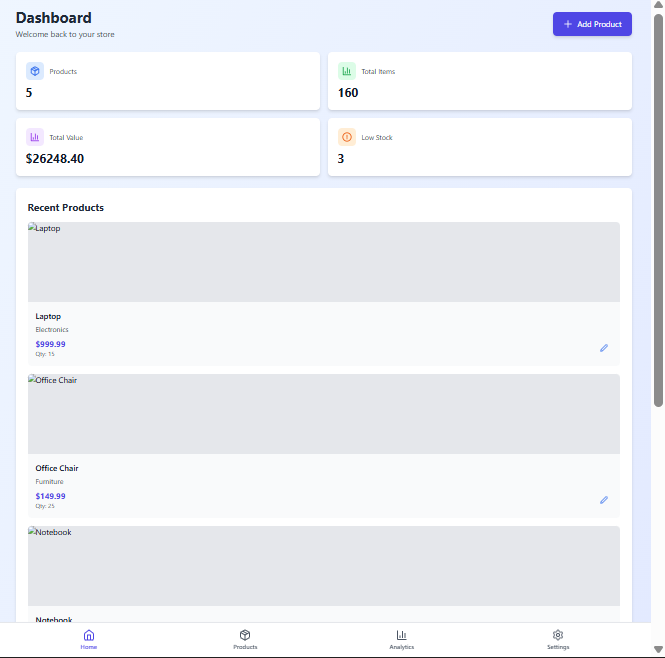 Dashboard
Welcome back to your store
Add Product
Products
5
Total Items
160
Total Value
$26248.40
Low Stock
3
Recent Products
Laptop
Laptop
Electronics
$999.99
Qty: 15
Office Chair
Office Chair
Furniture
$149.99
Qty: 25
Notebook
Notebook
Home
Products
Analytics
Settings